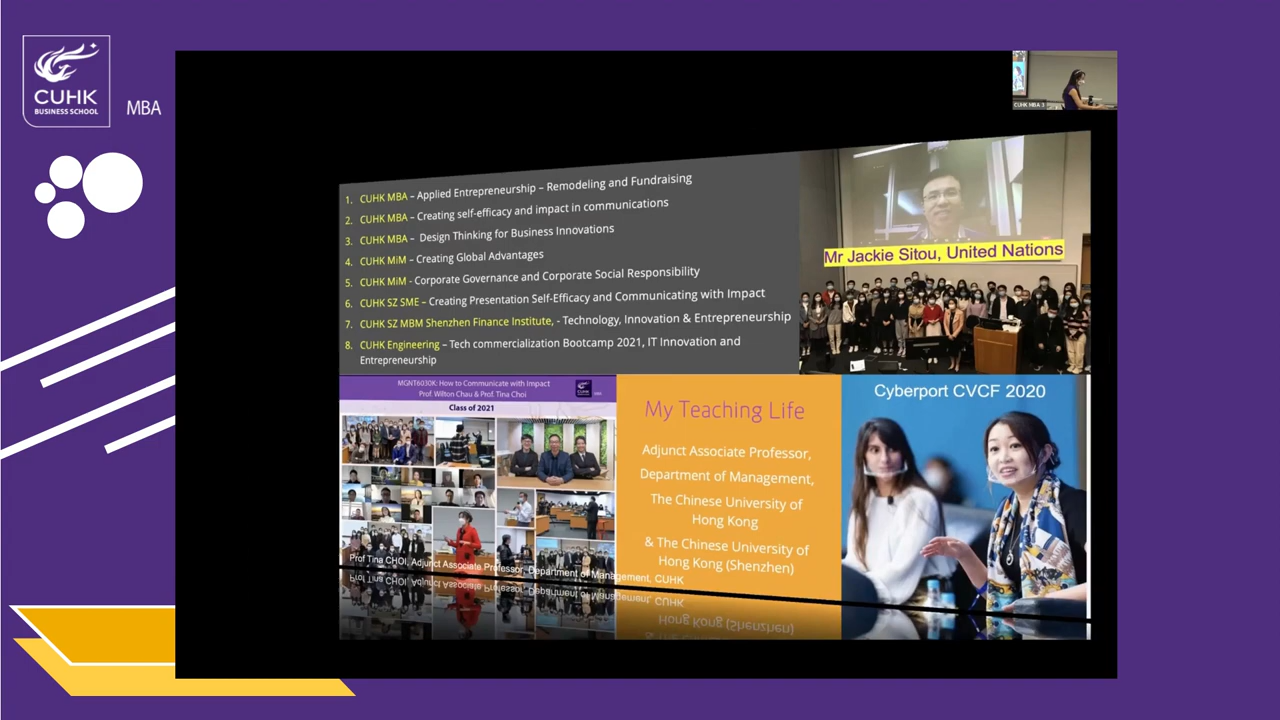 CUHK
BUSINESS SCHOOL
MBA
CUHK MBA 3
1. CUHK MBA – Applied Entrepreneurship – Remodeling and Fundraising
2. CUHK MBA – Creating self-efficacy and impact in communications
3. CUHK MBA – Design Thinking for Business Innovations
4. CUHK MiM – Creating Global Advantages
5. CUHK MiM - Corporate Governance and Corporate Social Responsibility
6. CUHK SZ SME – Creating Presentation Self-Efficacy and Communicating with Impact
7. CUHK SZ MBM Shenzhen Finance Institute, - Technology, Innovation & Entrepreneurship
8. CUHK Engineering – Tech commercialization Bootcamp 2021, IT Innovation and
Entrepreneurship
Mr Jackie Sitou, United Nations
MGNT6030K: How to Communicate with Impact
Prof. Wilton Chau & Prof. Tina Choi
Class of 2021
My Teaching Life
Adjunct Associate Professor,
Department of Management,
The Chinese University of
Hong Kong
& The Chinese University of
Hong Kong (Shenzhen)
Cyberport CVCF 2020
Prof Tina CHOI, Adjunct Associate Professor, Department of Management, CUHK